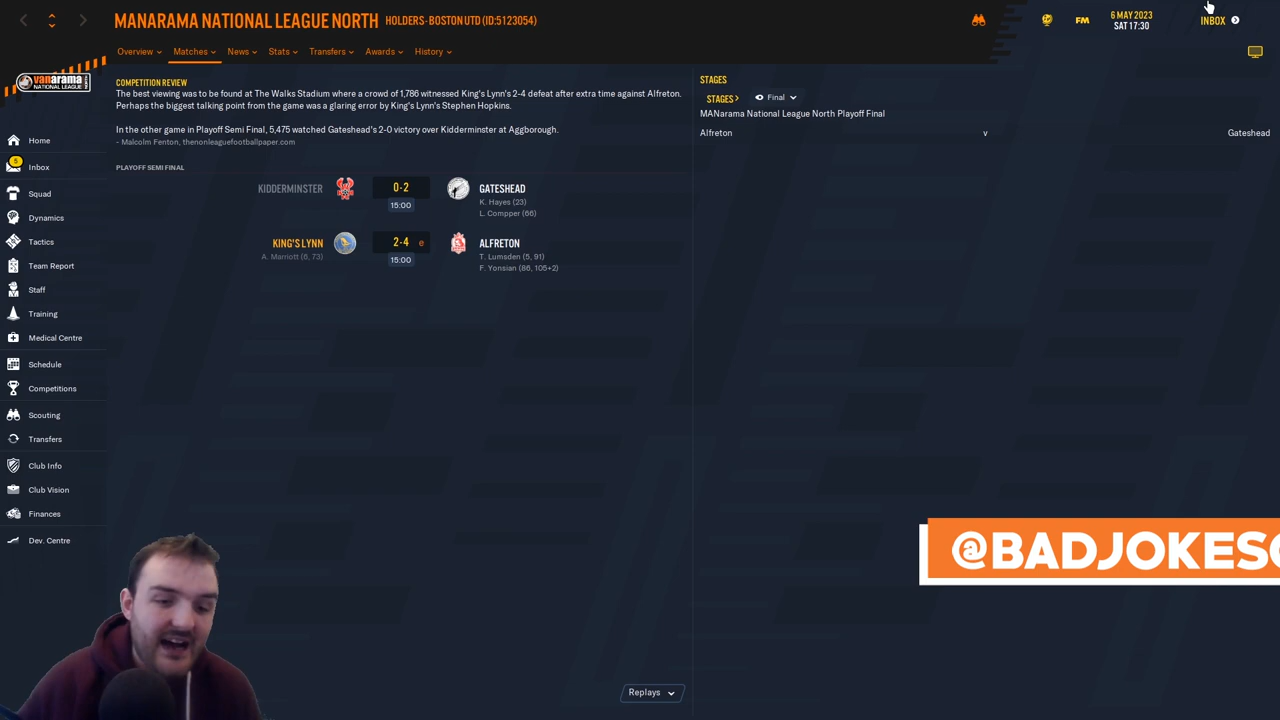 MANARAMA NATIONAL LEAGUE NORTH HOLDERS-BOSTON UTD (ID:5123054)
FM
6 MAY 2023
SAT 17:30
INBOX
Overview Matches News Stats Transfers Awards History
vanarama
NATIONAL LEAGUE
Home
5
Inbox
Squad
Dynamics
Tactics
Team Report
Staff
Training
Medical Centre
Schedule
Competitions
Scouting
Transfers
Club Info
Club Vision
Finances
Dev. Centre
COMPETITION REVIEW
The best viewing was to be found at The Walks Stadium where a crowd of 1,786 witnessed King's Lynn's 2-4 defeat after extra time against Alfreton.
Perhaps the biggest talking point from the game was a glaring error by King's Lynn's Stephen Hopkins.
In the other game in Playoff Semi Final, 5,475 watched Gateshead's 2-0 victory over Kidderminster at Aggborough.
- Malcolm Fenton, thenonleaguefootballpaper.com
PLAYOFF SEMI FINAL
KIDDERMINSTER 0-2 GATESHEAD
15:00
K. Hayes (23)
L. Compper (66)
KING'S LYNN 2-4 e ALFRETON
A. Marriott (6, 73)
15:00
T. Lumsden (5, 91)
F. Yonsian (86, 105+2)
Replays
STAGES
STAGES> Final
MANarama National League North Playoff Final
Alfreton v Gateshead
@BADJOKES